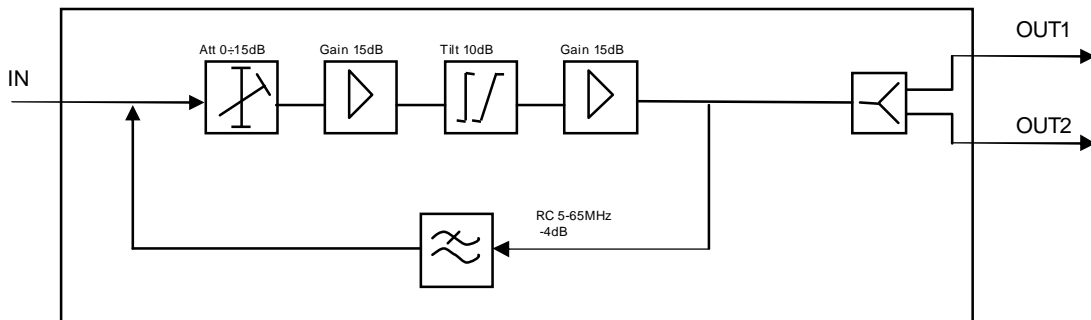 OUT1
Att 0÷15dB
Gain 15dB
Tilt 10dB
Gain 15dB
IN
OUT2
RC 5-65MHz
-4dB